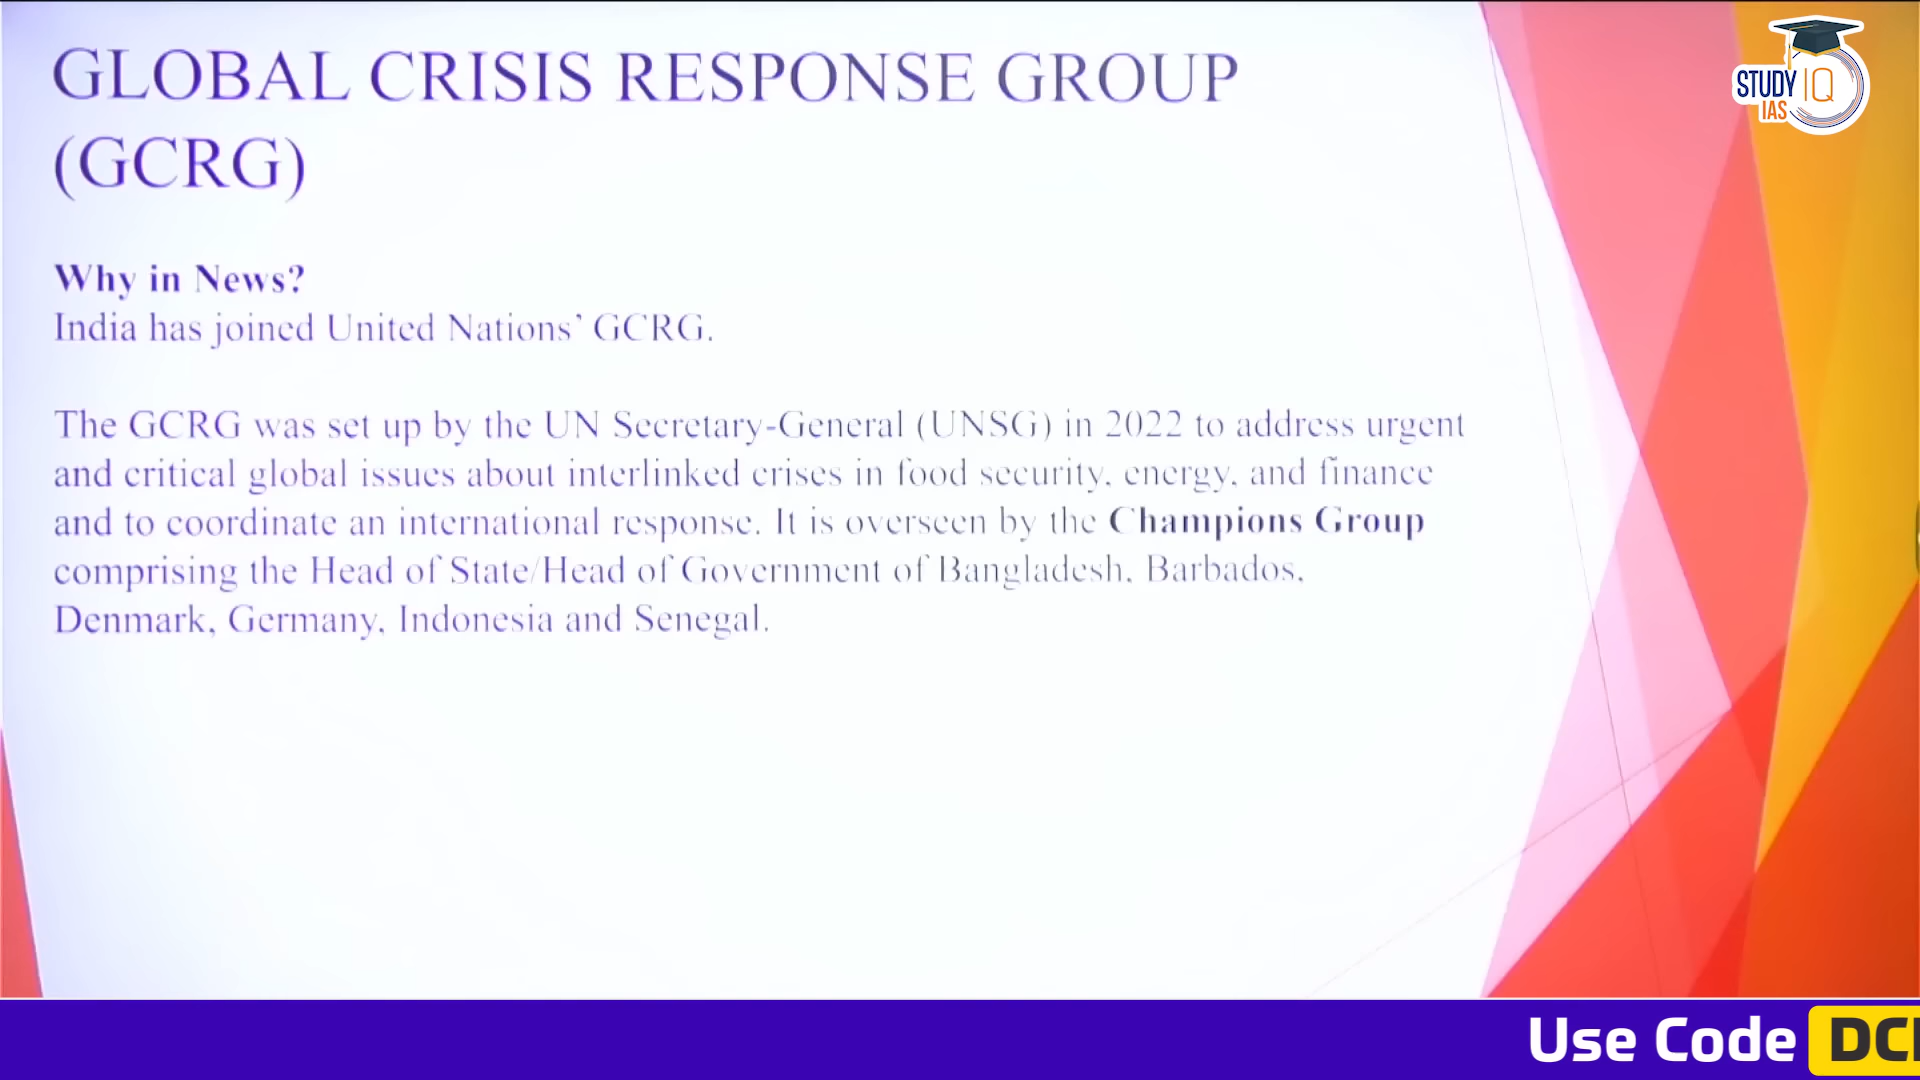 GLOBAL CRISIS RESPONSE GROUP
(GCRG)
STUDY IQ
IAS
Why in News?
India has joined United Nations’ GCRG.
The GCRG was set up by the UN Secretary-General (UNSG) in 2022 to address urgent
and critical global issues about interlinked crises in food security, energy, and finance
and to coordinate an international response. It is overseen by the Champions Group
comprising the Head of State/Head of Government of Bangladesh, Barbados,
Denmark, Germany, Indonesia and Senegal.
Use Code